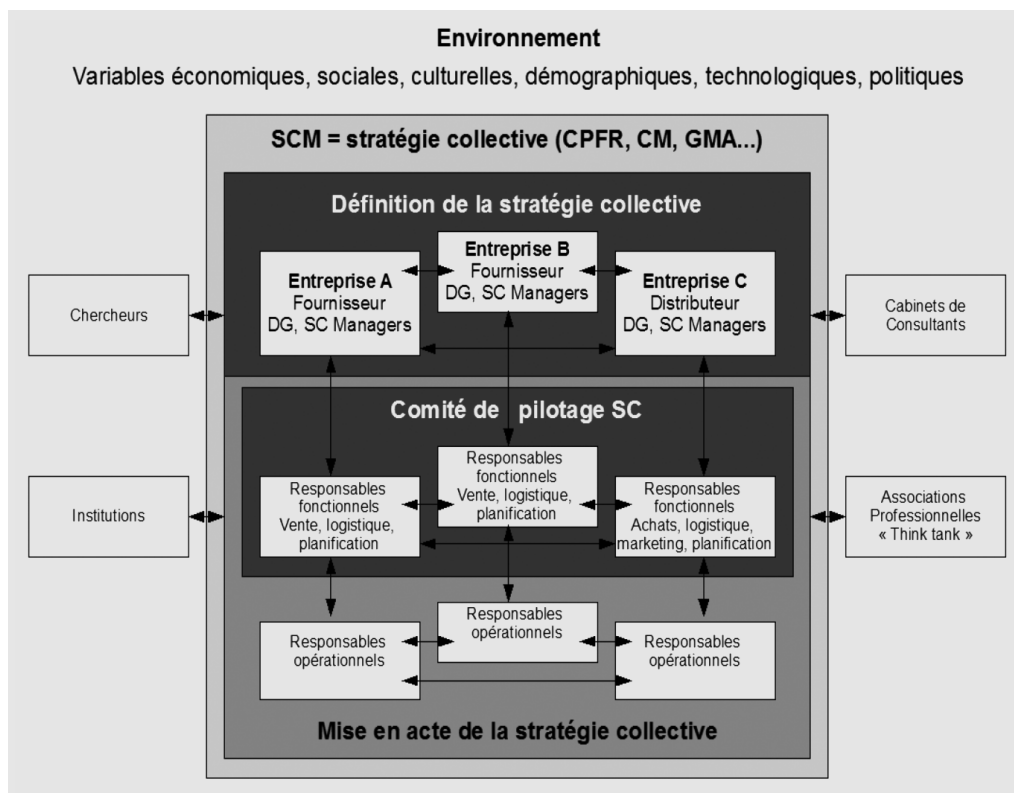 Environnement
Variables économiques, sociales, culturelles, démographiques, technologiques, politiques
SCM = stratégie collective (CPFR, CM, GMA...)
Définition de la stratégie collective
Entreprise A
Fournisseur
DG, SC Managers
Entreprise B
Fournisseur
DG, SC Managers
Entreprise C
Distributeur
DG, SC Managers
Chercheurs
Cabinets de
Consultants
Comité de pilotage SC
Responsables
fonctionnels
Vente, logistique,
planification
Responsables
fonctionnels
Vente, logistique,
planification
Responsables
fonctionnels
Achats, logistique,
marketing, planification
Institutions
Associations
Professionnelles
« Think tank »
Responsables
opérationnels
Responsables
opérationnels
Responsables
opérationnels
Mise en acte de la stratégie collective